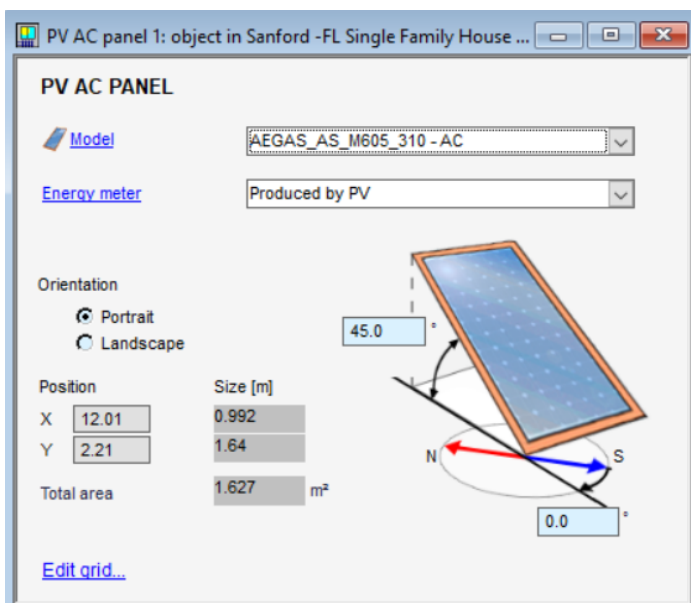 PV AC panel 1: object in Sanford -FL Single Family House ...
PV AC PANEL
Model AEGAS_AS_M605_310 - AC
Energy meter Produced by PV
Orientation
Portrait
Landscape
45.0 °
Position Size [m]
X 12.01 0.992
Y 2.21 1.64
N S
Total area 1.627 m²
0.0 °
Edit grid...